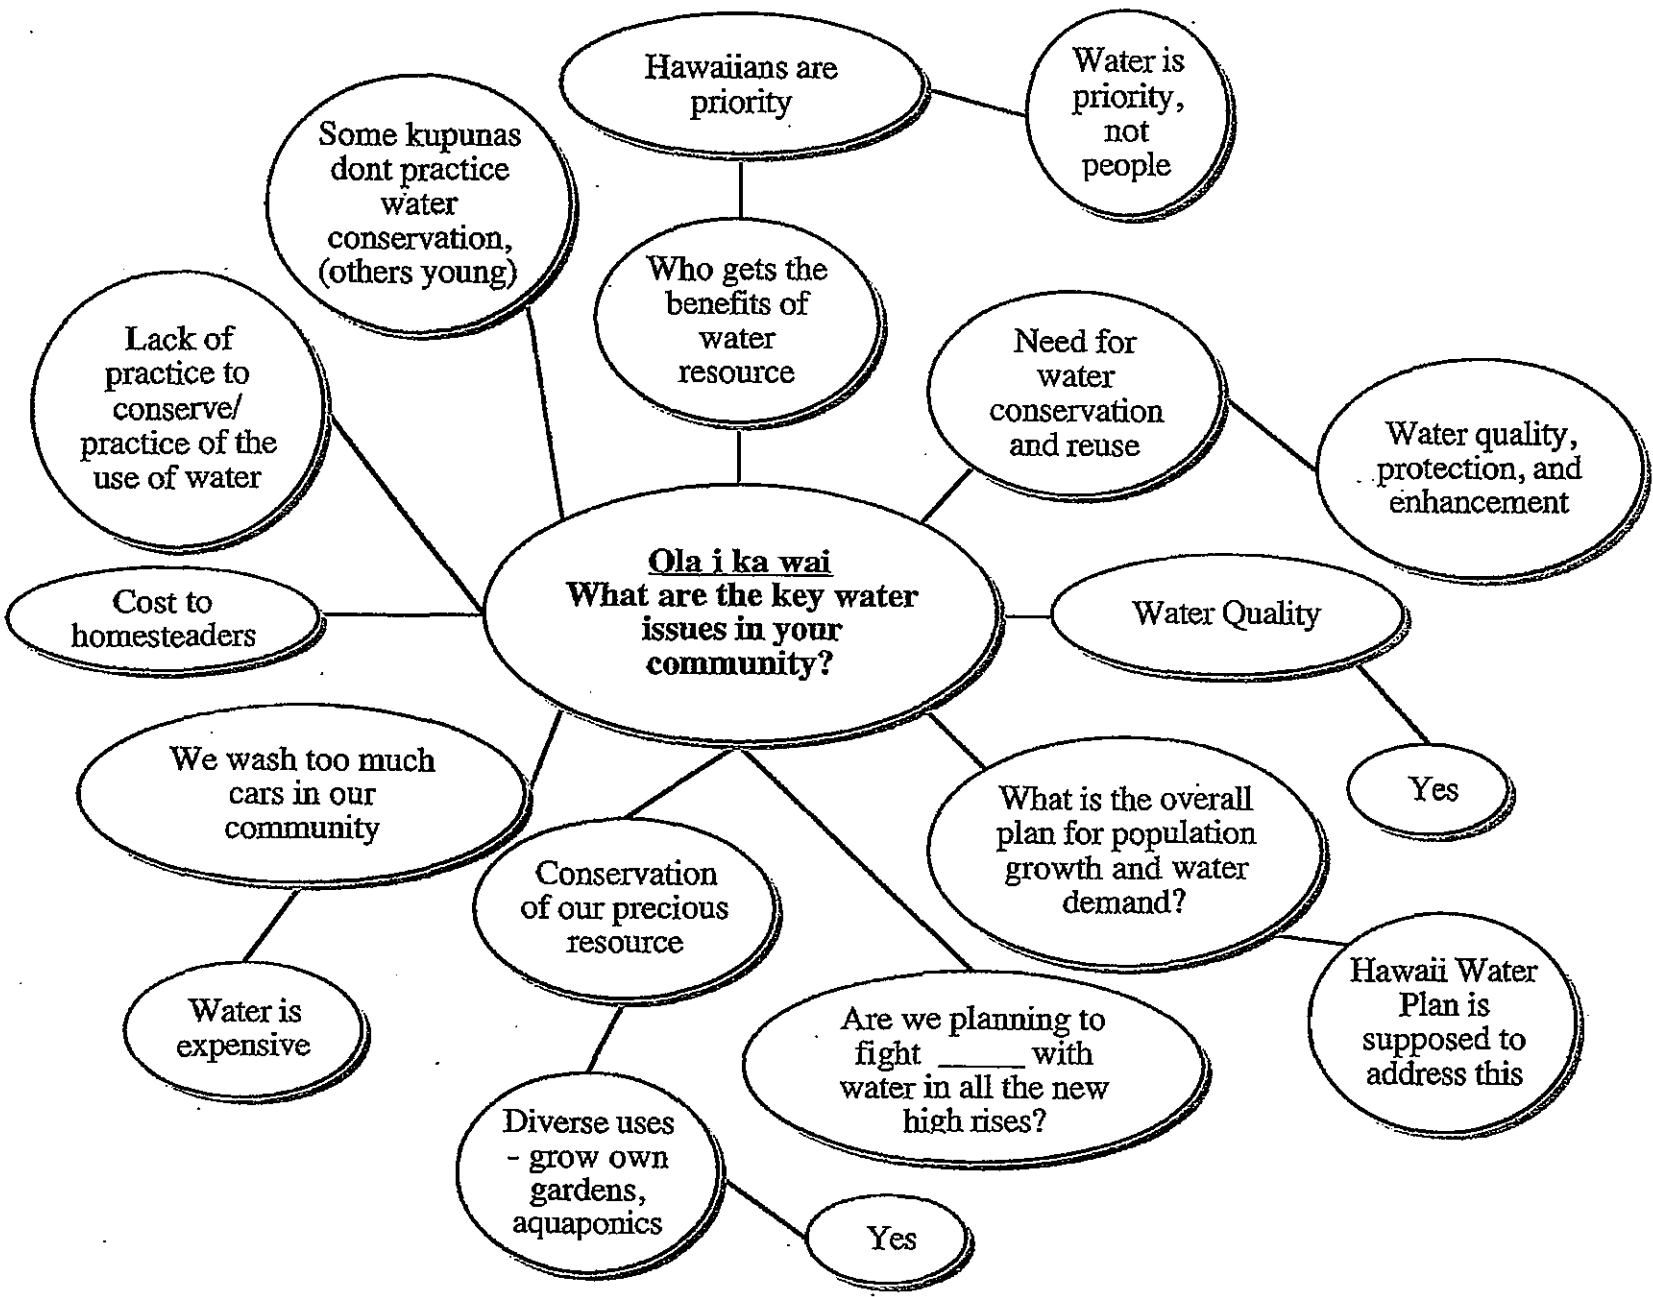 Hawaiians are
priority
Water is
priority,
not
people
Some kupunas
dont practice
water
conservation,
(others young)
Who gets the
benefits of
water
resource
Lack of
practice to
conserve/
practice of the
use of water
Need for
water
conservation
and reuse
Water quality,
protection, and
enhancement
Ola i ka wai
What are the key water
issues in your
community?
Cost to
homesteaders
Water Quality
We wash too much
cars in our
community
Yes
What is the overall
plan for population
growth and water
demand?
Conservation
of our precious
resource
Water is
expensive
Hawaii Water
Plan is
supposed to
address this
Are we planning to
fight _____ with
water in all the new
high rises?
Diverse uses
- grow own
gardens,
aquaponics
Yes